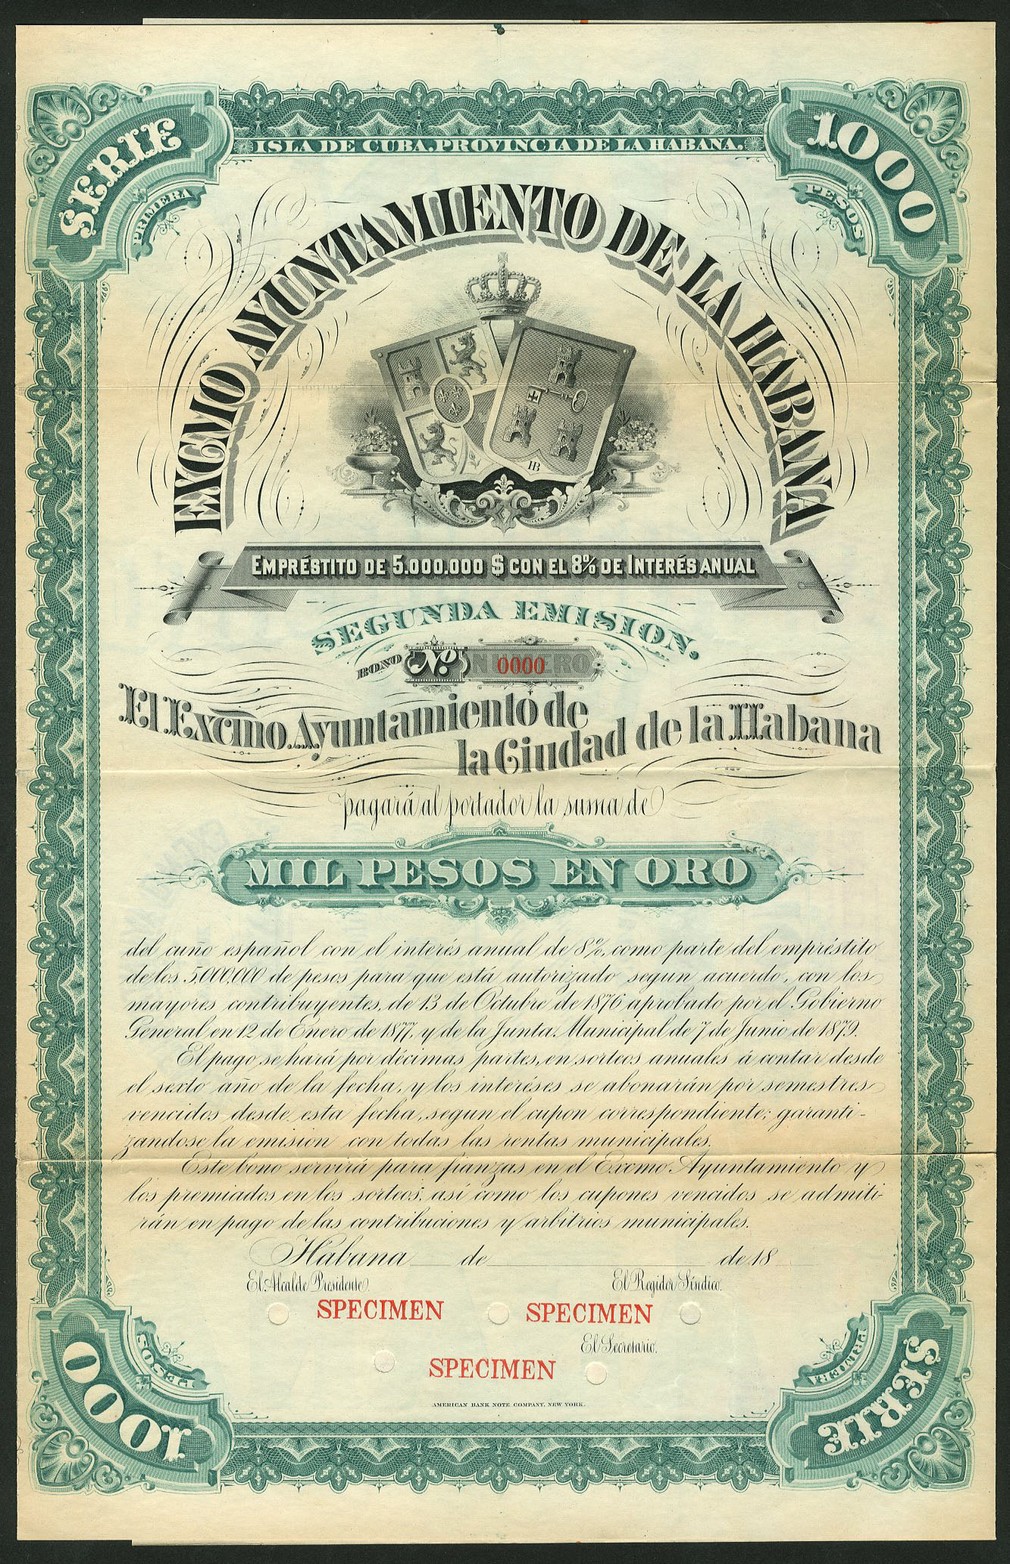 SERIE
PRIMERA
ISLA DE CUBA, PROVINCIA DE LA HABANA.
1.000
PESOS
EXCMO AYUNTAMIENTO DE LA HABANA
HB
EMPRÉSTITO DE 5.000.000 $ CON EL 8% DE INTERÉS ANUAL
SEGUNDA EMISION.
BONO No. NUMERO 0000
El Excmo. Ayuntamiento de
la Ciudad de la Habana
pagará al portador la suma de
MIL PESOS EN ORO
del cuño español con el interés anual de 8%, como parte del empréstito
de los 5.000,000 de pesos para que está autorizado segun acuerdo, con los
mayores contribuyentes, de 13 de Octubre de 1876 aprobado por el Gobierno
General en 12 de Enero de 1877, y de la Junta Municipal de 7 de Junio de 1879.
El pago se hará por décimas partes, en sorteos anuales á contar desde
el sexto año de la fecha, y los intereses se abonarán por semestres
vencidos desde esta fecha, segun el cupon correspondiente; garanti-
zandose la emision con todas las rentas municipales.
Este bono servirá para fianzas en el Excmo. Ayuntamiento y
los premiados en los sorteos, así como los cupones vencidos se admiti-
rán en pago de las contribuciones y arbitrios municipales.
Habana de de 18
El Alcalde Presidente
El Regidor Síndico.
SPECIMEN
SPECIMEN
El Secretario.
SPECIMEN
AMERICAN BANK NOTE COMPANY, NEW YORK.
1.000
PESOS
PRIMERA
SERIE